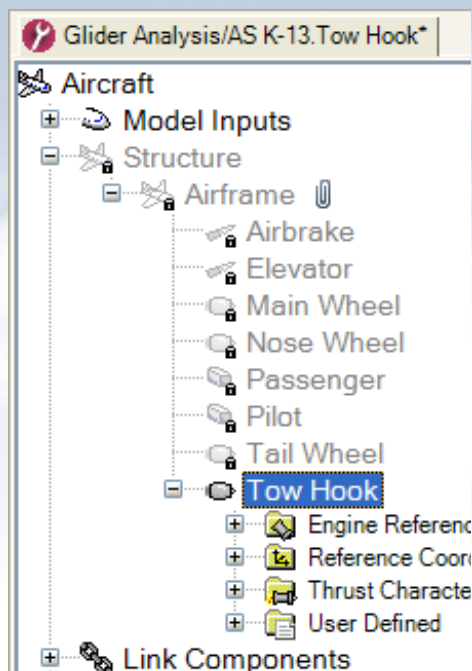 Glider Analysis/AS K-13.Tow Hook*
Aircraft
Model Inputs
Structure
Airframe
Airbrake
Elevator
Main Wheel
Nose Wheel
Passenger
Pilot
Tail Wheel
Tow Hook
Engine Referenc
Reference Coor
Thrust Characte
User Defined
Link Components